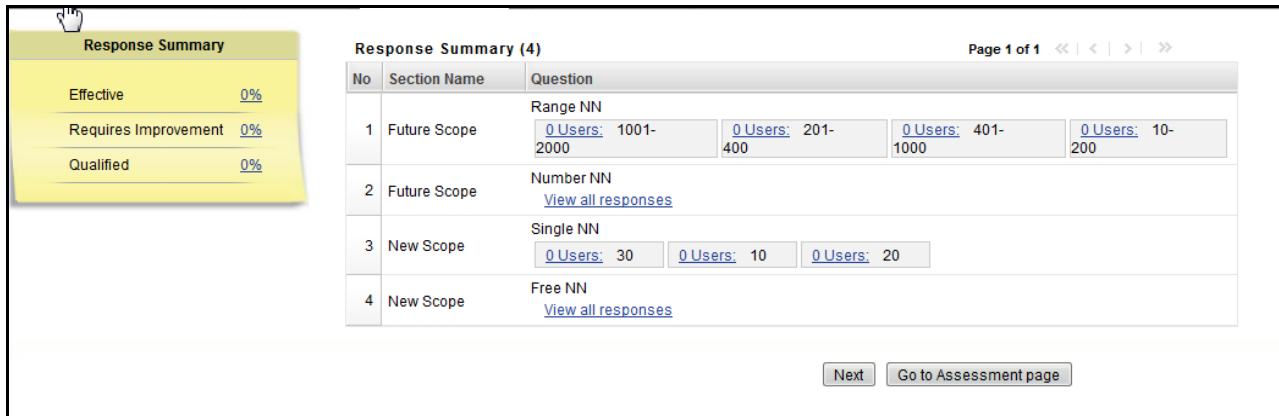 Response Summary
Effective 0%
Requires Improvement 0%
Qualified 0%
Response Summary (4) Page 1 of 1
No Section Name Question
1 Future Scope
Range NN
0 Users: 1001-2000
0 Users: 201-400
0 Users: 401-1000
0 Users: 10-200
2 Future Scope
Number NN
View all responses
3 New Scope
Single NN
0 Users: 30 0 Users: 10 0 Users: 20
4 New Scope
Free NN
View all responses
Next Go to Assessment page